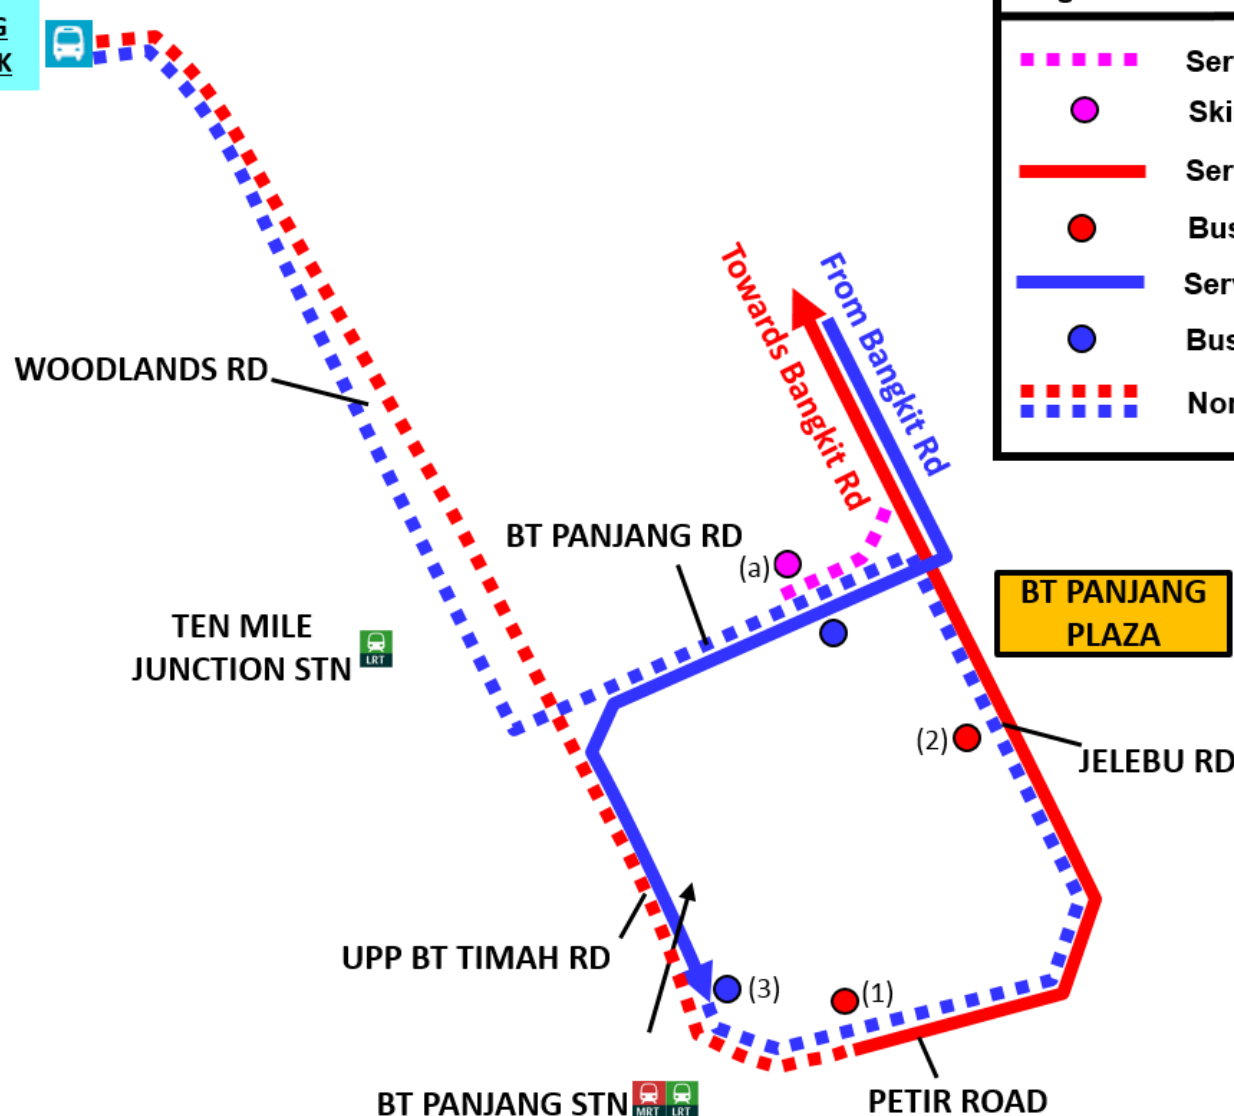 G
K
Ser
Ski
Ser
Bus
Serv
Bus
Nor
Towards Bangkit Rd
From Bangkit Rd
WOODLANDS RD
BT PANJANG RD
(a)
BT PANJANG
PLAZA
TEN MILE
JUNCTION STN
LRT
(2)
JELEBU RD
UPP BT TIMAH RD
(3)
(1)
BT PANJANG STN
MRT LRT
PETIR ROAD